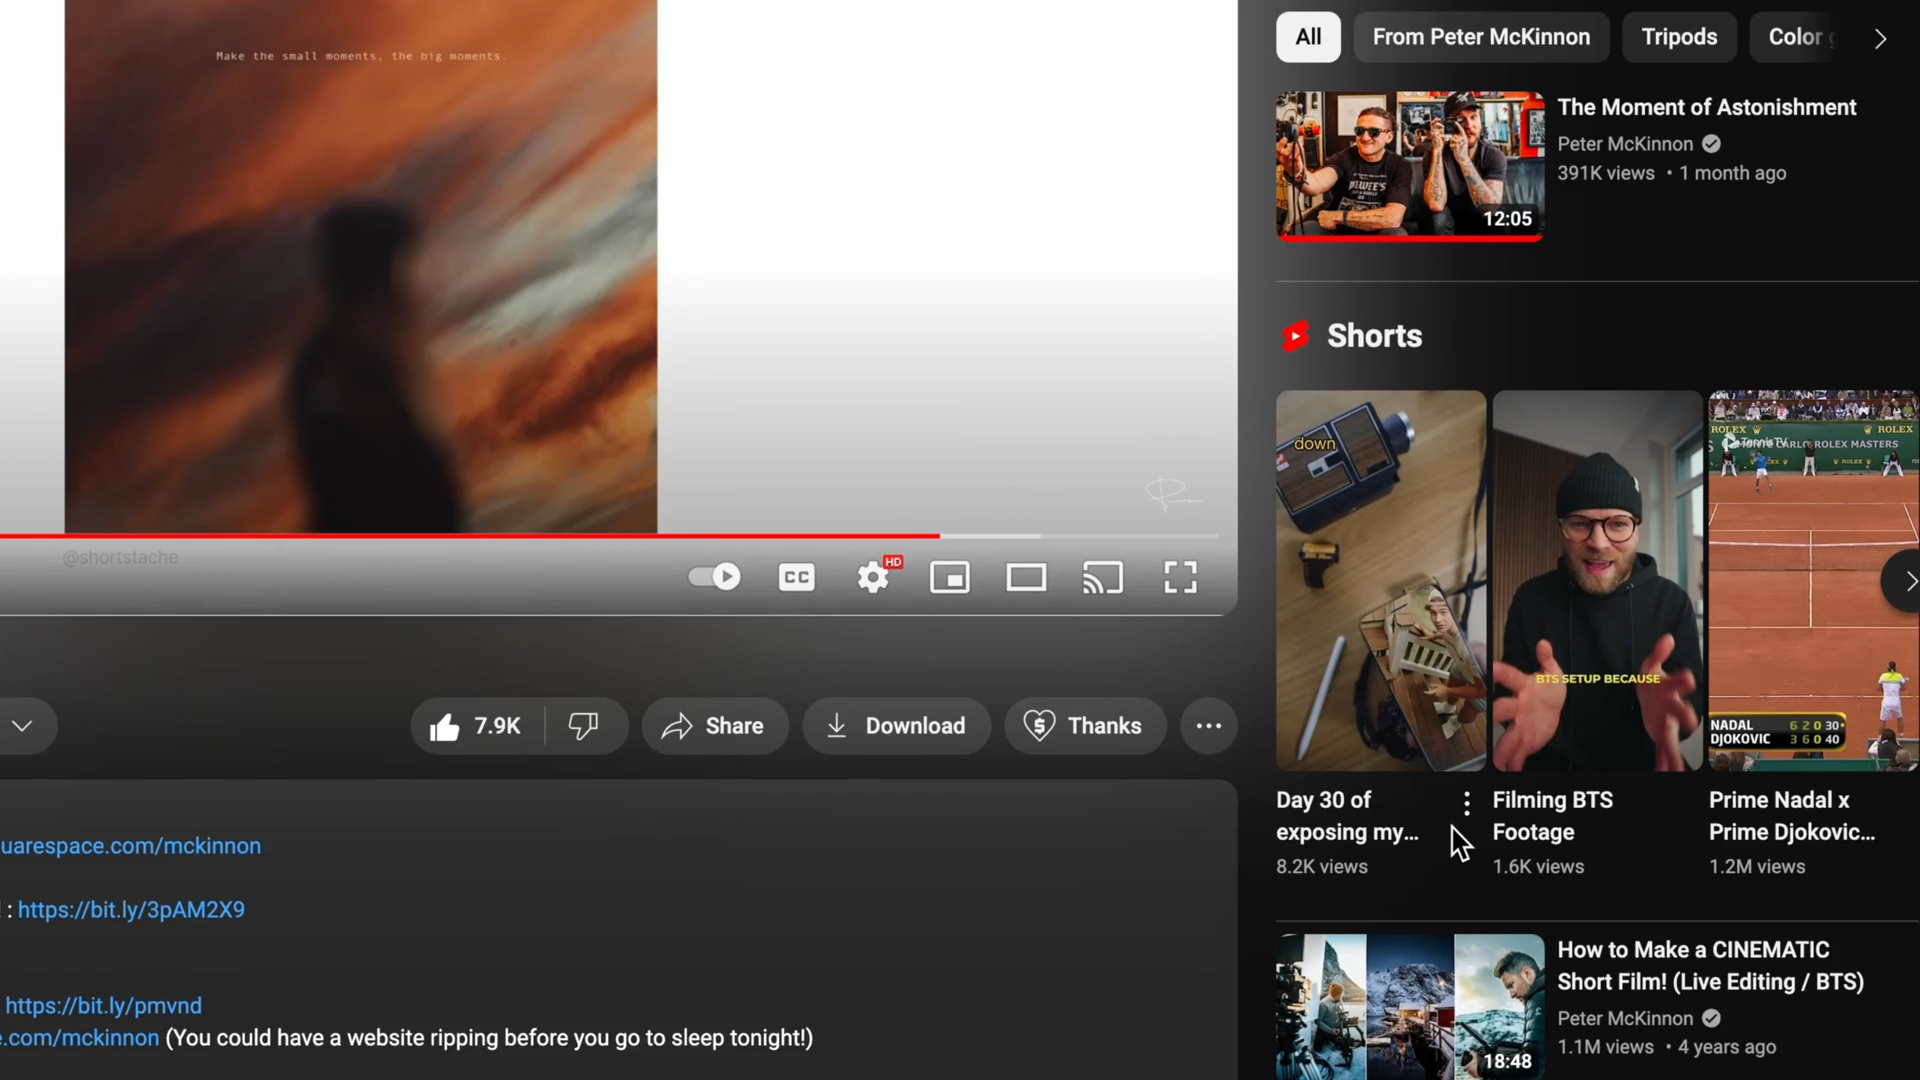 Make the small moments, the big moments.
@shortstache
HD
CC
7.9K
Share
Download
Thanks
uarespace.com/mckinnon
! : https://bit.ly/3pAM2X9
https://bit.ly/pmvnd
e.com/mckinnon (You could have a website ripping before you go to sleep tonight!)
All
From Peter McKinnon
Tripods
Color
12:05
The Moment of Astonishment
Peter McKinnon
391K views • 1 month ago
Shorts
down
BTS SETUP BECAUSE
ROLEX
ROLEX
TennisTV
MONTE CARLO ROLEX MASTERS
NADAL 6 2 0 30
DJOKOVIC 3 6 0 40
Day 30 of
exposing my...
8.2K views
Filming BTS
Footage
1.6K views
Prime Nadal x
Prime Djokovic...
1.2M views
18:48
How to Make a CINEMATIC
Short Film! (Live Editing / BTS)
Peter McKinnon
1.1M views • 4 years ago